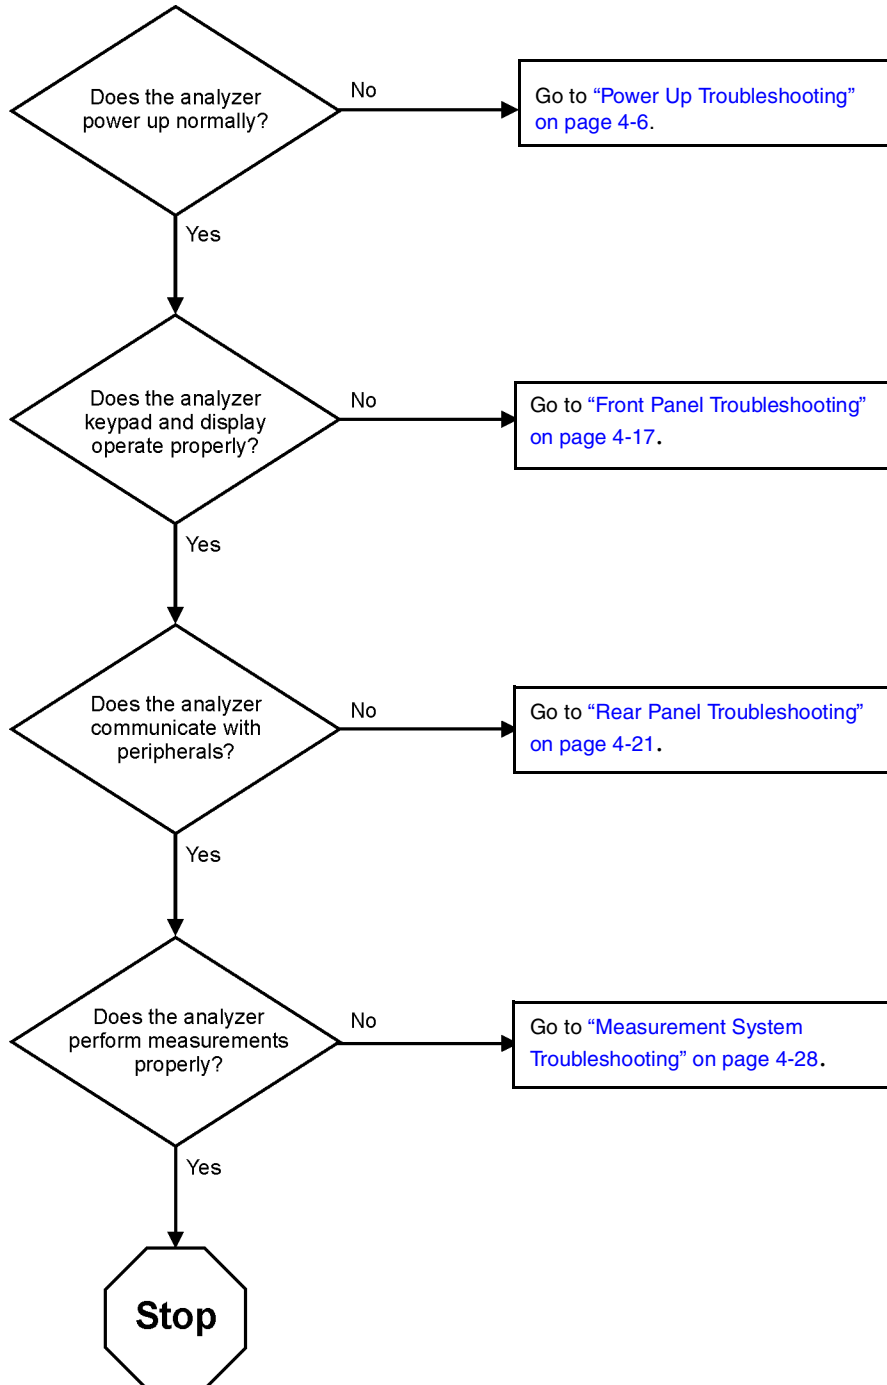 Does the analyzer
power up normally?
No
Go to “Power Up Troubleshooting”
on page 4-6.
Yes
Does the analyzer
keypad and display
operate properly?
No
Go to “Front Panel Troubleshooting”
on page 4-17.
Yes
Does the analyzer
communicate with
peripherals?
No
Go to “Rear Panel Troubleshooting”
on page 4-21.
Yes
Does the analyzer
perform measurements
properly?
No
Go to “Measurement System
Troubleshooting” on page 4-28.
Yes
Stop